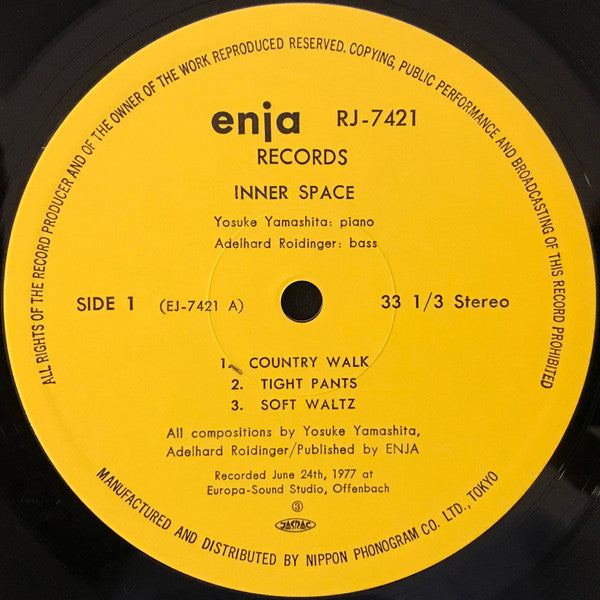 ALL RIGHTS OF THE RECORD PRODUCER AND OF THE OWNER OF THE WORK REPRODUCED RESERVED. COPYING, PUBLIC PERFORMANCE AND BROADCASTING OF THIS RECORD PROHIBITED
enja RJ-7421
RECORDS
INNER SPACE
Yosuke Yamashita: piano
Adelhard Roidinger: bass
SIDE 1 (EJ-7421 A) 33 1/3 Stereo
1. COUNTRY WALK
2. TIGHT PANTS
3. SOFT WALTZ
All compositions by Yosuke Yamashita,
Adelhard Roidinger/Published by ENJA
Recorded June 24th, 1977 at
Europa-Sound Studio, Offenbach
③
JASRAC
MANUFACTURED AND DISTRIBUTED BY NIPPON PHONOGRAM CO. LTD., TOKYO